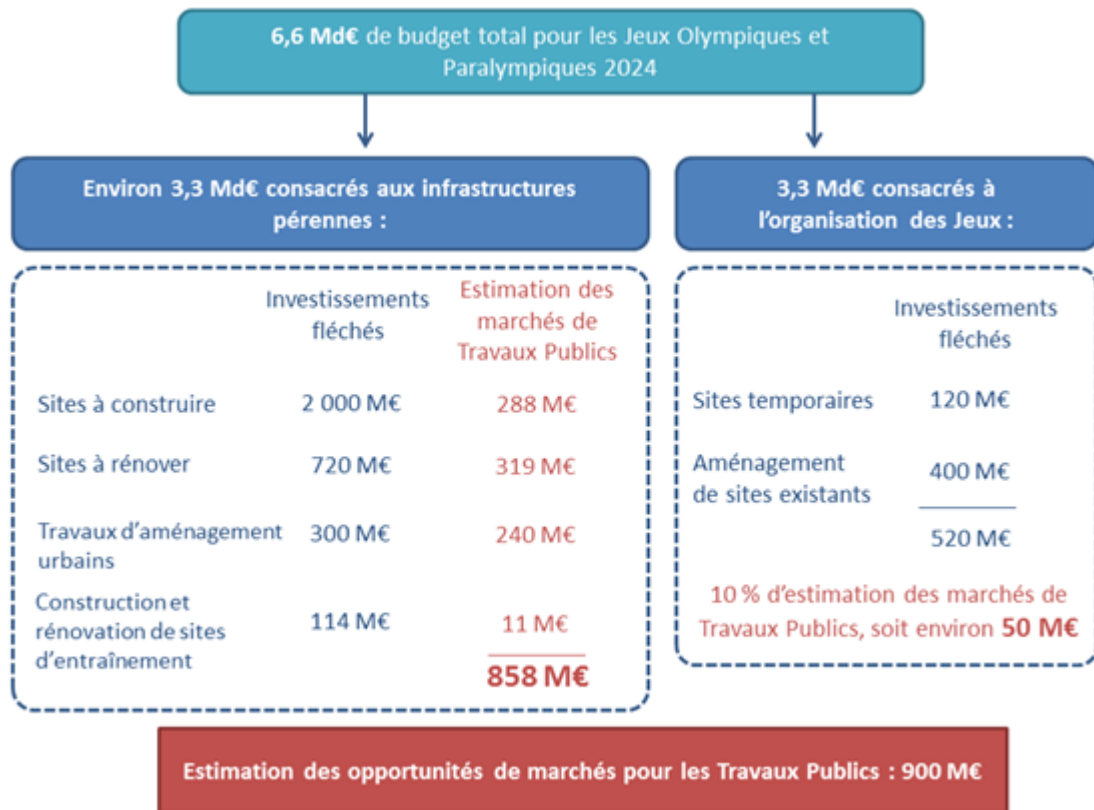 6,6 Md€ de budget total pour les Jeux Olympiques et
Paralympiques 2024
Environ 3,3 Md€ consacrés aux infrastructures
pérennes :
Investissements
fléchés
Estimation des
marchés de
Travaux Publics
Sites à construire 2 000 M€ 288 M€
Sites à rénover 720 M€ 319 M€
Travaux d’aménagement
urbains
300 M€ 240 M€
Construction et
rénovation de sites
d’entraînement
114 M€ 11 M€
858 M€
3,3 Md€ consacrés à
l’organisation des Jeux :
Investissements
fléchés
Sites temporaires 120 M€
Aménagement
de sites existants
400 M€
520 M€
10 % d’estimation des marchés de
Travaux Publics, soit environ 50 M€
Estimation des opportunités de marchés pour les Travaux Publics : 900 M€